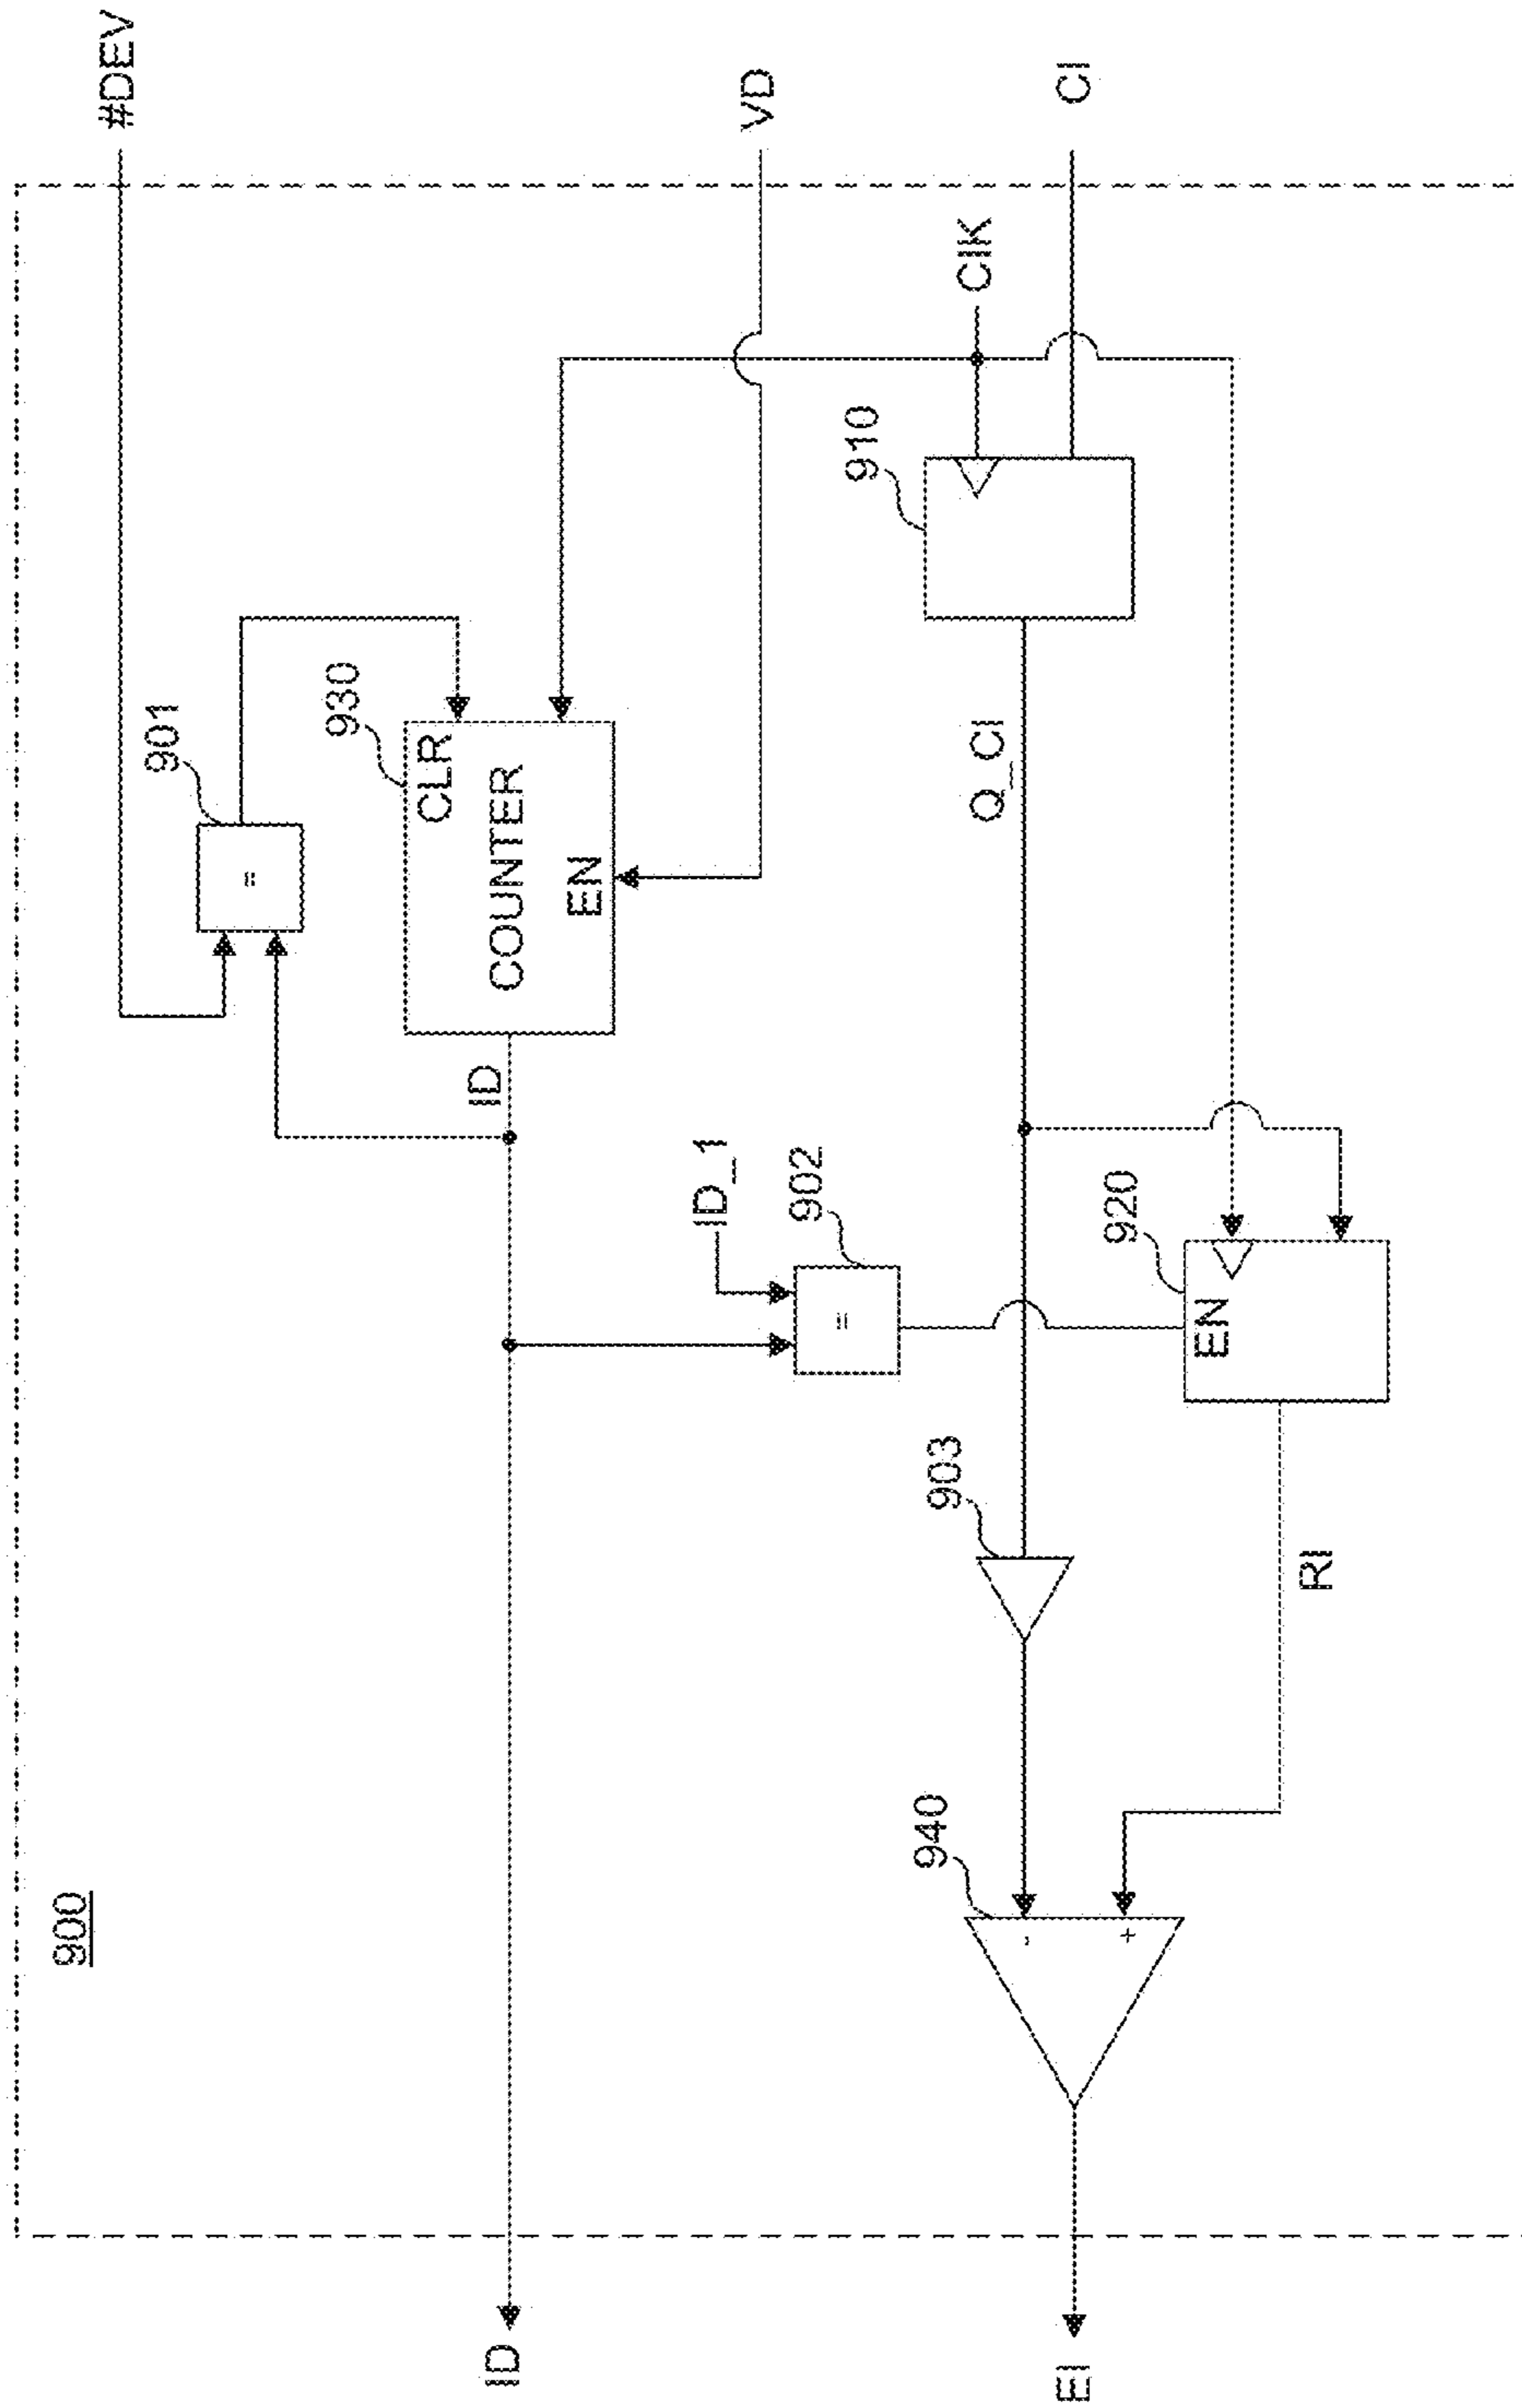 900
#DEV
901
930
CLR
COUNTER
EN
ID
VD
ID_1
902
=
=
ID
CIK
CI
910
Q_CI
920
EN
903
940
-
+
RI
EI